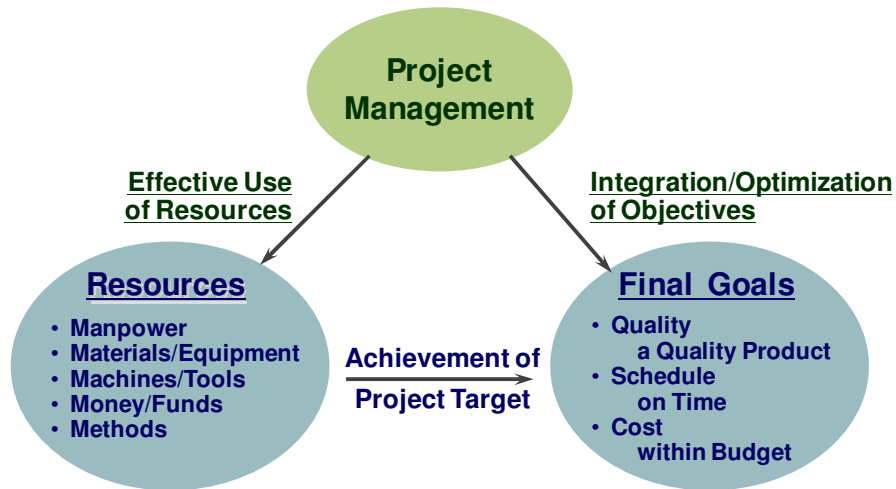 Project
Management
Effective Use
of Resources
Integration/Optimization
of Objectives
Resources
• Manpower
• Materials/Equipment
• Machines/Tools
• Money/Funds
• Methods
Achievement of
Project Target
Final Goals
• Quality
a Quality Product
• Schedule
on Time
• Cost
within Budget